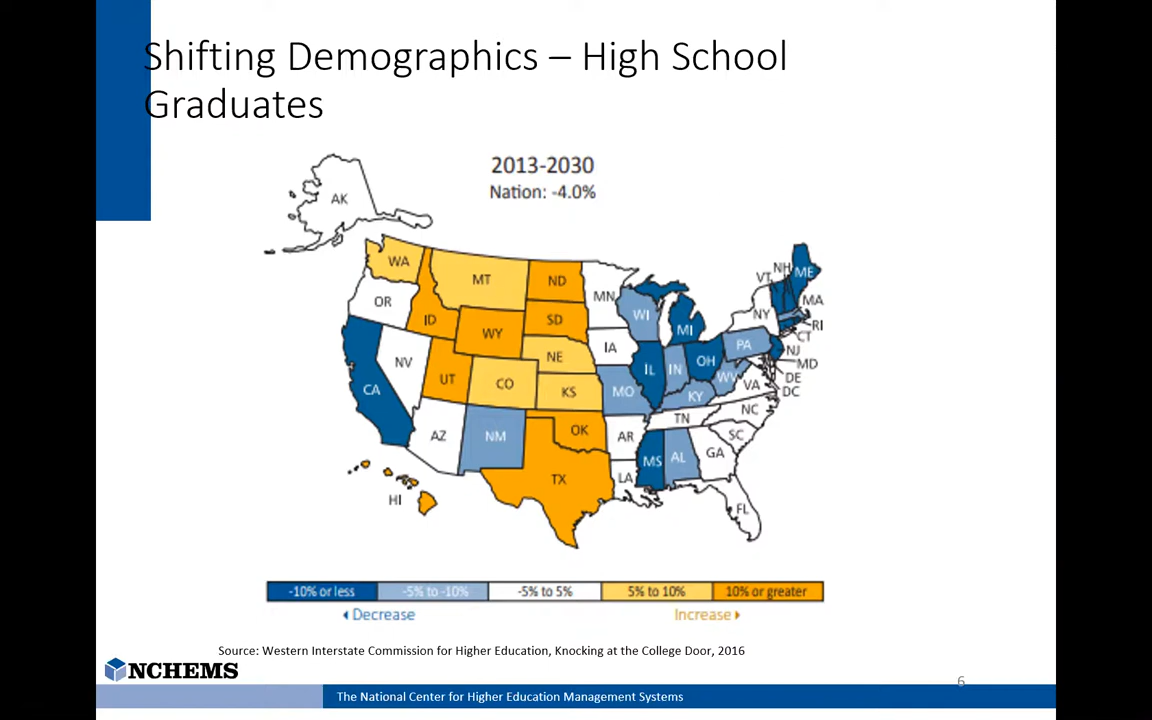 Shifting Demographics – High School
Graduates
2013-2030
Nation: -4.0%
AK
WA
MT
ND
MN
OR
ID
WY
SD
WI
MI
NY
VT
NH
ME
MA
RI
CT
NJ
MD
DE
DC
PA
NV
UT
CO
NE
KS
IA
IL
IN
OH
WV
VA
CA
AZ
NM
OK
TX
MO
KY
TN
NC
SC
AR
LA
MS
AL
GA
FL
HI
-10% or less
-5% to -10%
-5% to 5%
5% to 10%
10% or greater
Decrease
Increase
Source: Western Interstate Commission for Higher Education, Knocking at the College Door, 2016
NCHEMS
6
The National Center for Higher Education Management Systems